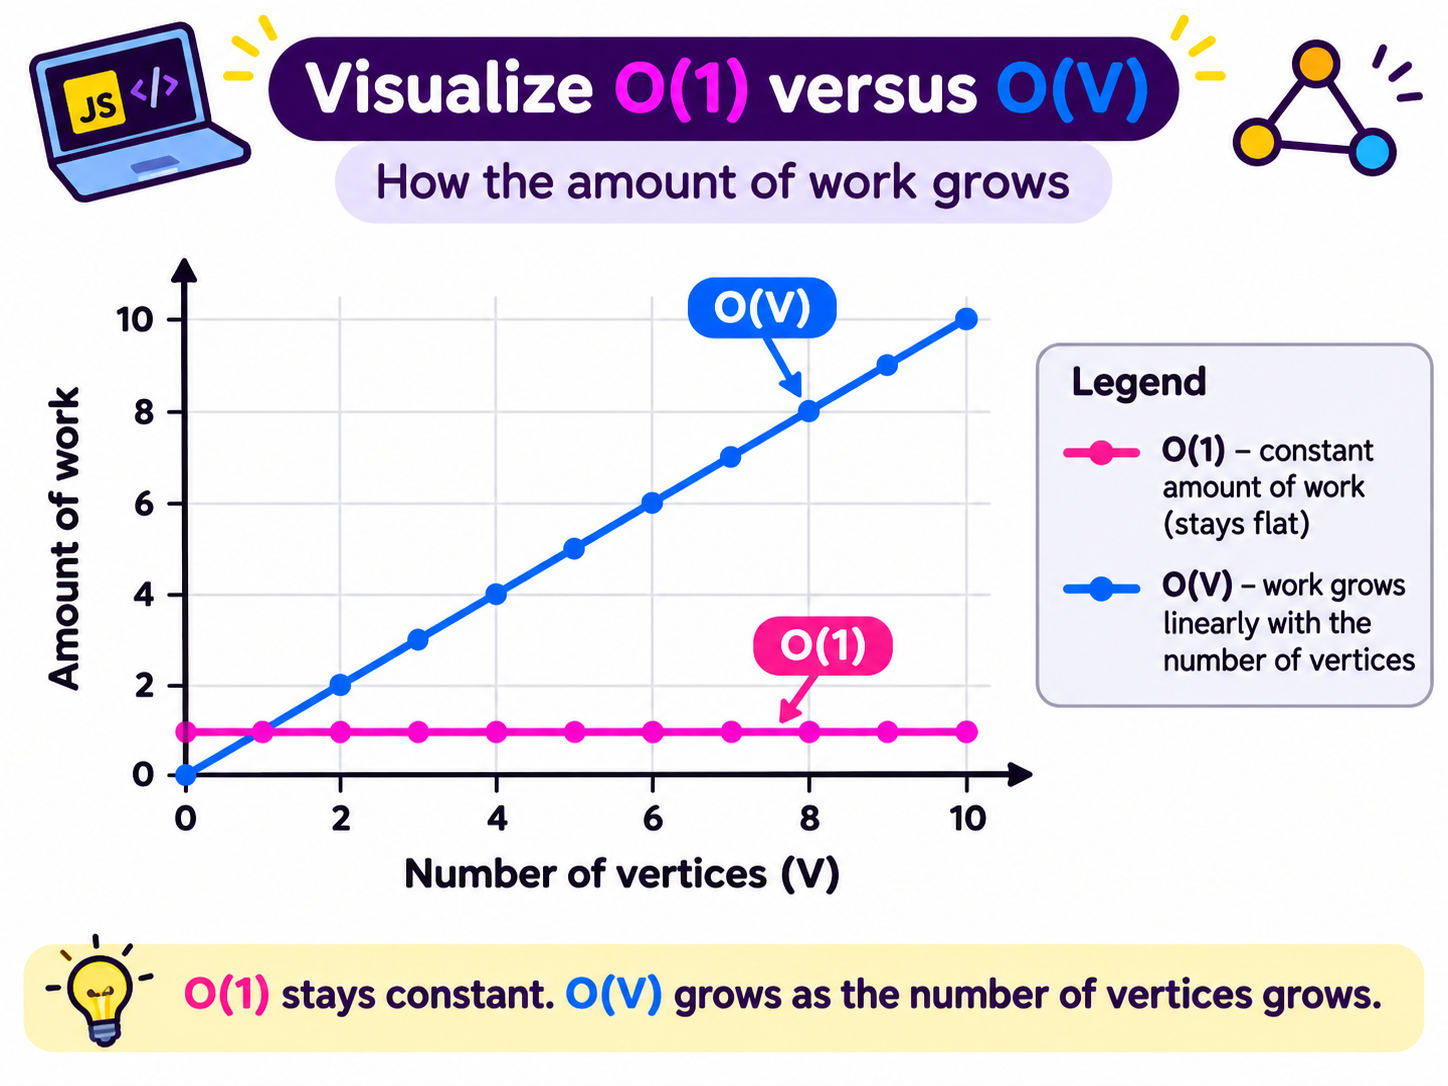 JS </>
Visualize O(1) versus O(V)
How the amount of work grows
O(V)
10
8
6
4
2
0
Amount of work
O(1)
0 2 4 6 8 10
Number of vertices (V)
Legend
O(1) – constant
amount of work
(stays flat)
O(V) – work grows
linearly with the
number of vertices
O(1) stays constant. O(V) grows as the number of vertices grows.